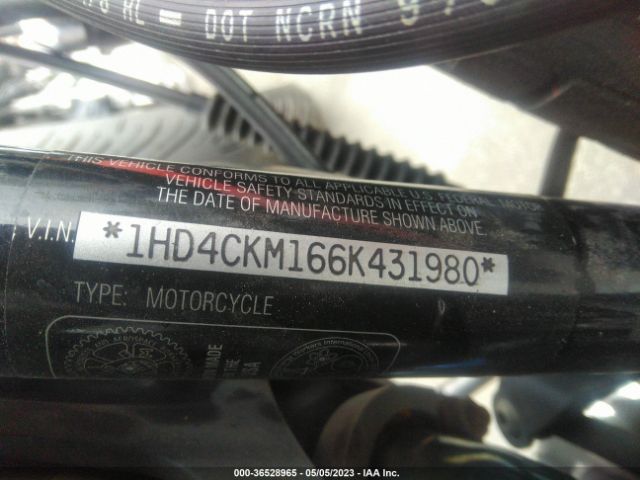 DOT NCRN
THIS VEHICLE CONFORMS TO ALL APPLICABLE U.S. FEDERAL MOTOR
VEHICLE SAFETY STANDARDS IN EFFECT ON
THE DATE OF MANUFACTURE SHOWN ABOVE.
V.I.N. *1HD4CKM166K431980*
TYPE: MOTORCYCLE
000-36528965 - 05/05/2023 - IAA Inc.